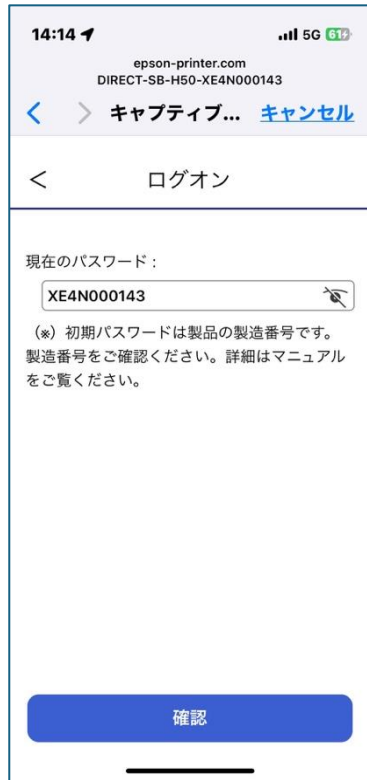 14:14
5G 61
epson-printer.com
DIRECT-SB-H50-XE4N000143
< > キャプティブ... キャンセル
< ログオン
現在のパスワード：
XE4N000143
（※）初期パスワードは製品の製造番号です。
製造番号をご確認ください。詳細はマニュアル
をご覧ください。
確認